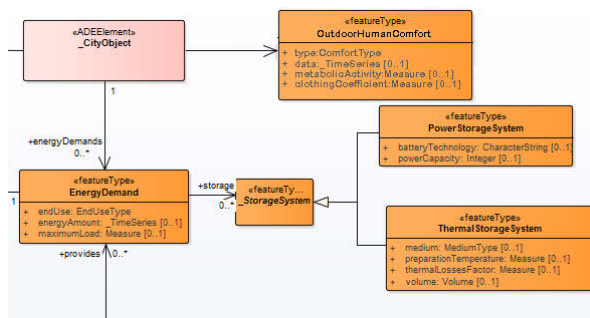 «ADEElement»
_CityObject
«featureType»
OutdoorHumanComfort
+ type:ComfortType
+ data:_TimeSeries [0..1]
+ metabolicActivity:Measure [0..1]
+ clothingCoefficient:Measure [0..1]
1
+energyDemands
0..*
«featureType»
PowerStorageSystem
+ batteryTechnology: CharacterString [0..1]
+ powerCapacity: Integer [0..1]
«featureType»
EnergyDemand
+ endUse: EndUseType
+ energyAmount: _TimeSeries [0..1]
+ maximumLoad: Measure [0..1]
1
+storage
0..*
«featureTy...
_StorageSystem
«featureType»
ThermalStorageSystem
+ medium: MediumType [0..1]
+ preparationTemperature: Measure [0..1]
+ thermalLossesFactor: Measure [0..1]
+ volume: Volume [0..1]
+provides
0..*